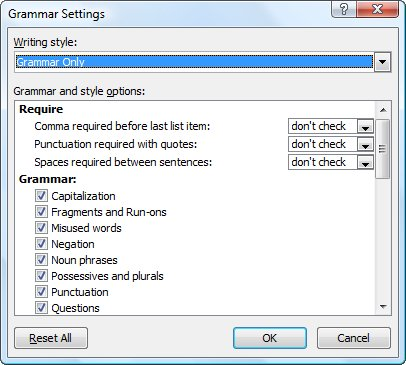 Grammar Settings
Writing style:
Grammar Only
Grammar and style options:
Require
Comma required before last list item: don't check
Punctuation required with quotes: don't check
Spaces required between sentences: don't check
Grammar:
Capitalization
Fragments and Run-ons
Misused words
Negation
Noun phrases
Possessives and plurals
Punctuation
Questions
Reset All OK Cancel